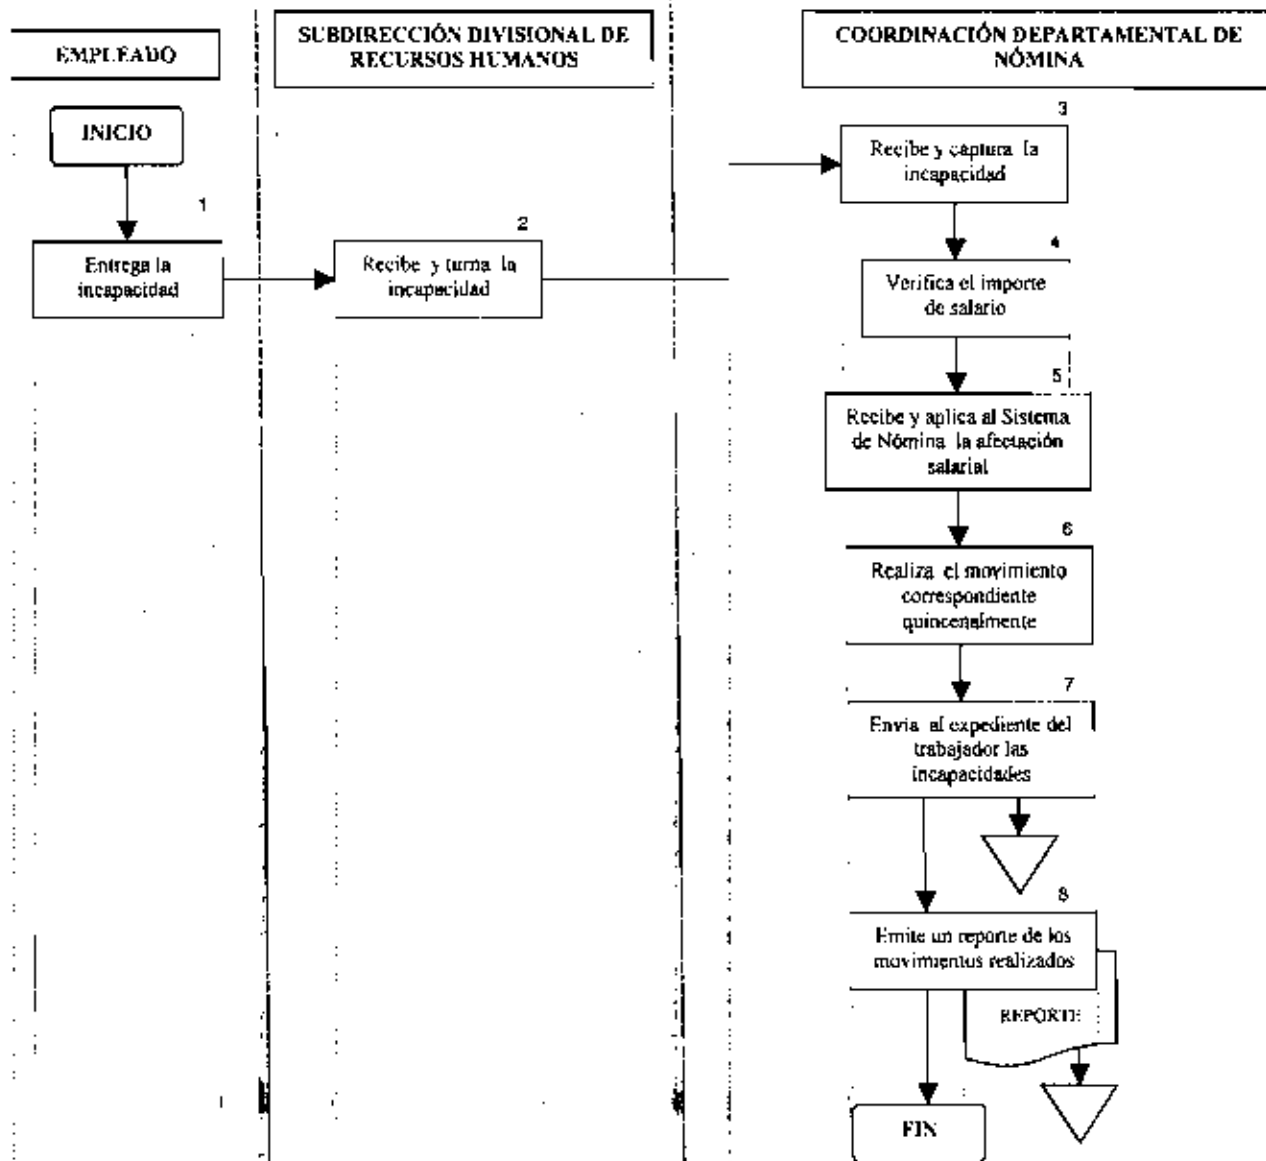 EMPLEADO
SUBDIRECCIÓN DIVISIONAL DE
RECURSOS HUMANOS
COORDINACIÓN DEPARTAMENTAL DE
NÓMINA
INICIO
1
Entrega la
incapacidad
2
Recibe y turna la
incapacidad
3
Recibe y captura la
incapacidad
4
Verifica el importe
de salario
5
Recibe y aplica al Sistema
de Nómina la afectación
salarial
6
Realiza el movimiento
correspondiente
quincenalmente
7
Envia al expediente del
trabajador las
incapacidades
8
Emite un reporte de los
movimientos realizados
REPORTE
FIN